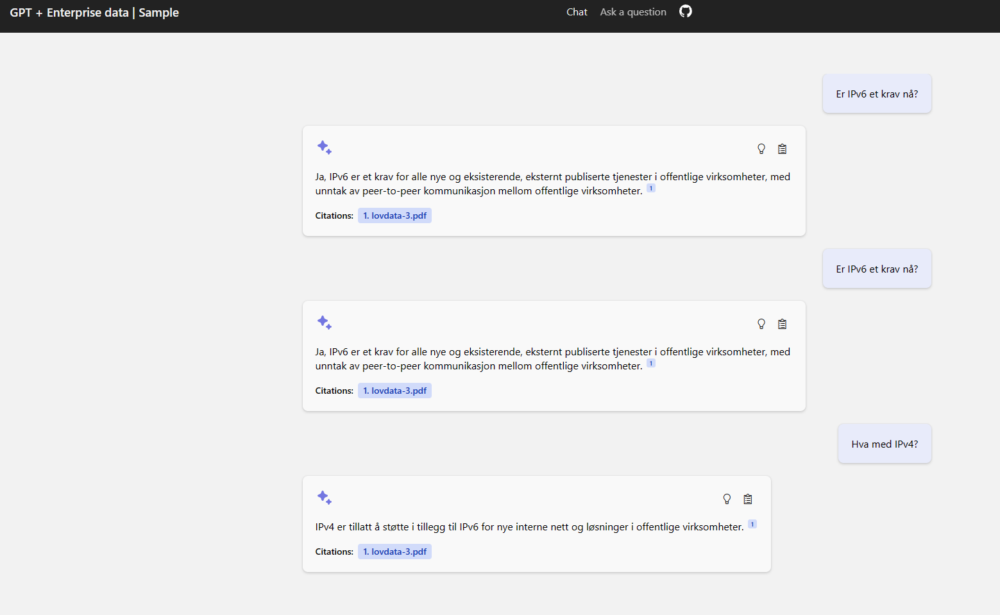 GPT + Enterprise data | Sample
Chat
Ask a question
Er IPv6 et krav nå?
Ja, IPv6 er et krav for alle nye og eksisterende, eksternt publiserte tjenester i offentlige virksomheter, med
unntak av peer-to-peer kommunikasjon mellom offentlige virksomheter. 1
Citations: 1. lovdata-3.pdf
Er IPv6 et krav nå?
Ja, IPv6 er et krav for alle nye og eksisterende, eksternt publiserte tjenester i offentlige virksomheter, med
unntak av peer-to-peer kommunikasjon mellom offentlige virksomheter. 1
Citations: 1. lovdata-3.pdf
Hva med IPv4?
IPv4 er tillatt å støtte i tillegg til IPv6 for nye interne nett og løsninger i offentlige virksomheter. 1
Citations: 1. lovdata-3.pdf